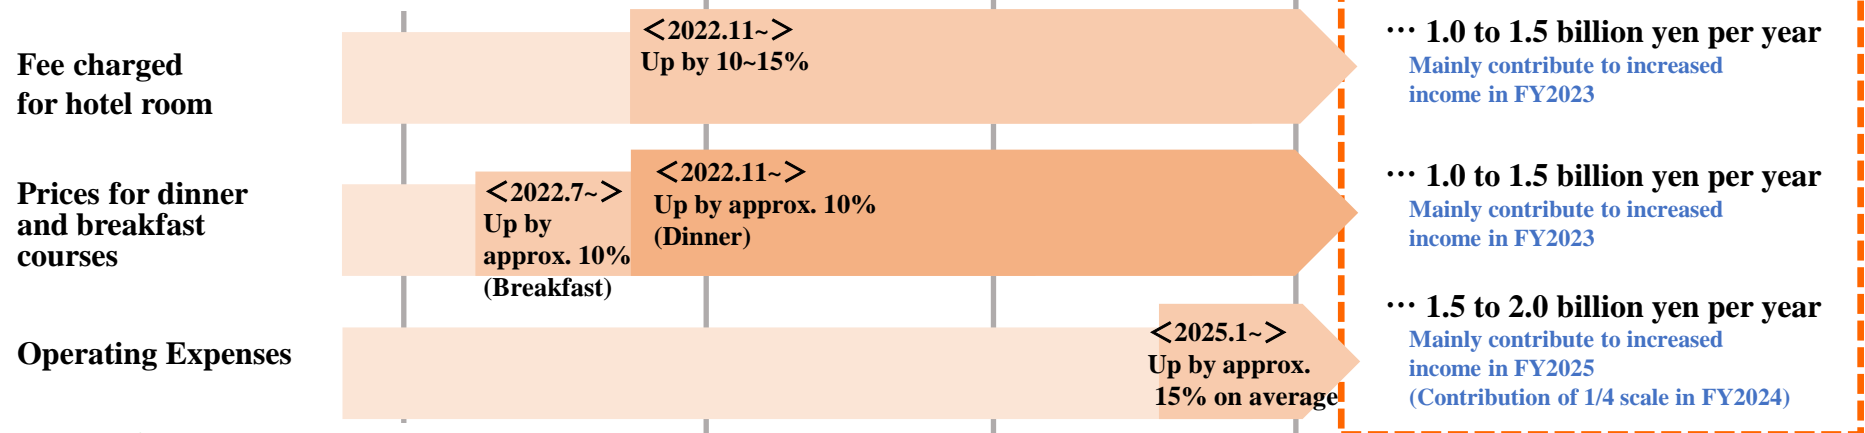 Fee charged
for hotel room
＜2022.11~＞
Up by 10~15%
… 1.0 to 1.5 billion yen per year
Mainly contribute to increased
income in FY2023
Prices for dinner
and breakfast
courses
＜2022.7~＞
Up by
approx. 10%
(Breakfast)
＜2022.11~＞
Up by approx. 10%
(Dinner)
… 1.0 to 1.5 billion yen per year
Mainly contribute to increased
income in FY2023
Operating Expenses
＜2025.1~＞
Up by approx.
15% on average
… 1.5 to 2.0 billion yen per year
Mainly contribute to increased
income in FY2025
(Contribution of 1/4 scale in FY2024)